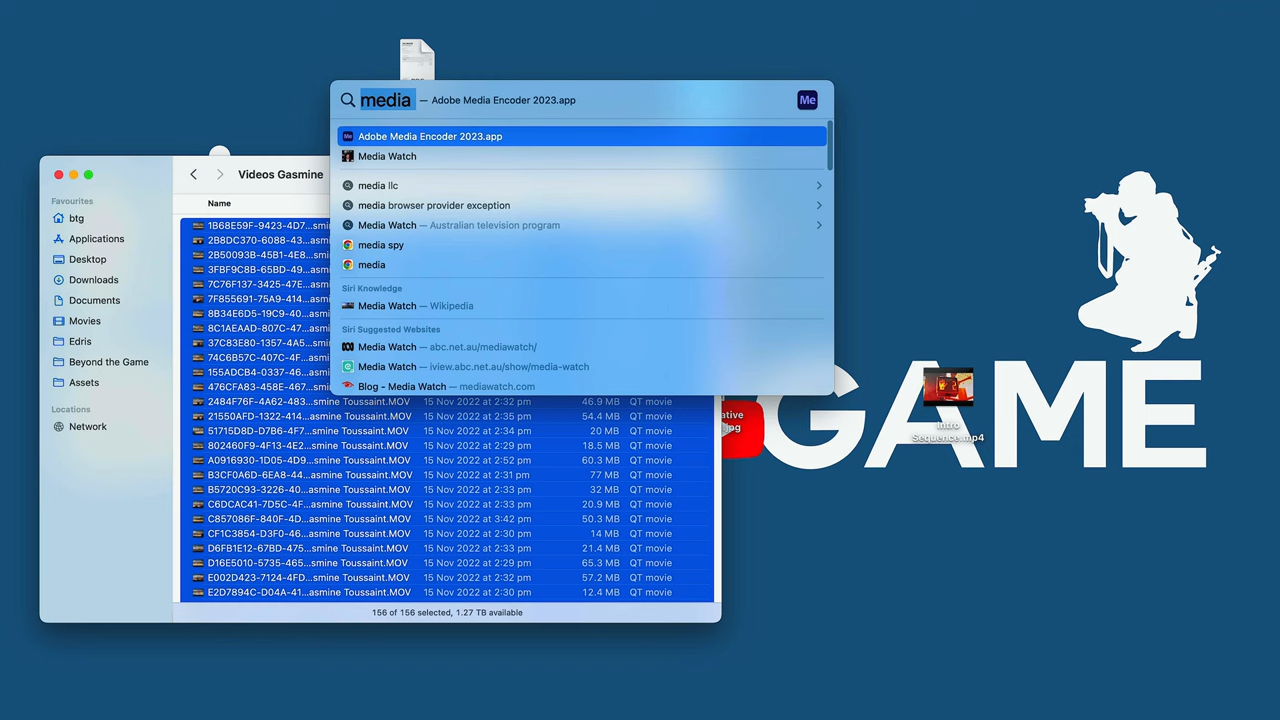 media — Adobe Media Encoder 2023.app
Me
Adobe Media Encoder 2023.app
Media Watch
media llc
media browser provider exception
Media Watch — Australian television program
media spy
media
Siri Knowledge
Media Watch — Wikipedia
Siri Suggested Websites
Media Watch — abc.net.au/mediawatch/
Media Watch — iview.abc.net.au/show/media-watch
Blog - Media Watch — mediawatch.com
Videos Gasmine
Name
Favourites
btg
Applications
Desktop
Downloads
Documents
Movies
Edris
Beyond the Game
Assets
Locations
Network
1B68E59F-9423-4D7...smine
2B8DC370-6088-43...
2B50093B-45B1-4E8...
3FBF9C8B-65BD-49...
7C76F137-3425-47E...
7F855691-75A9-414...
8B34E6D5-19C9-40...
8C1AEAAD-807C-47...
37C83E80-1357-4A5...
74C6B57C-407C-4F...
155ADCB4-0337-46...
476CFA83-458E-467...
2484F76F-4A62-483...asmine Toussaint.MOV 15 Nov 2022 at 2:32 pm 46.9 MB QT movie
21550AFD-1322-414...smine Toussaint.MOV 15 Nov 2022 at 2:35 pm 54.4 MB QT movie
51715D8D-D7B6-4F7...smine Toussaint.MOV 15 Nov 2022 at 2:34 pm 20 MB QT movie
802460F9-4F13-4E2...smine Toussaint.MOV 15 Nov 2022 at 2:29 pm 18.5 MB QT movie
A0916930-1D05-4D9...smine Toussaint.MOV 15 Nov 2022 at 2:52 pm 60.3 MB QT movie
B3CF0A6D-6EA8-44...smine Toussaint.MOV 15 Nov 2022 at 2:31 pm 77 MB QT movie
B5720C93-3226-40...asmine Toussaint.MOV 15 Nov 2022 at 2:33 pm 32 MB QT movie
C6DCAC41-7D5C-4F...asmine Toussaint.MOV 15 Nov 2022 at 2:33 pm 20.9 MB QT movie
C857086F-840F-4D...asmine Toussaint.MOV 15 Nov 2022 at 3:42 pm 50.3 MB QT movie
CF1C3854-D3F0-46...asmine Toussaint.MOV 15 Nov 2022 at 2:30 pm 14 MB QT movie
D6FB1E12-67BD-475...smine Toussaint.MOV 15 Nov 2022 at 2:33 pm 21.4 MB QT movie
D16E5010-5735-465...smine Toussaint.MOV 15 Nov 2022 at 2:29 pm 65.3 MB QT movie
E002D423-7124-4FD...smine Toussaint.MOV 15 Nov 2022 at 2:32 pm 57.2 MB QT movie
E2D7894C-D04A-41...asmine Toussaint.MOV 15 Nov 2022 at 2:30 pm 12.4 MB QT movie
156 of 156 selected, 1.27 TB available
GAME
Intro
Sequence.mp4